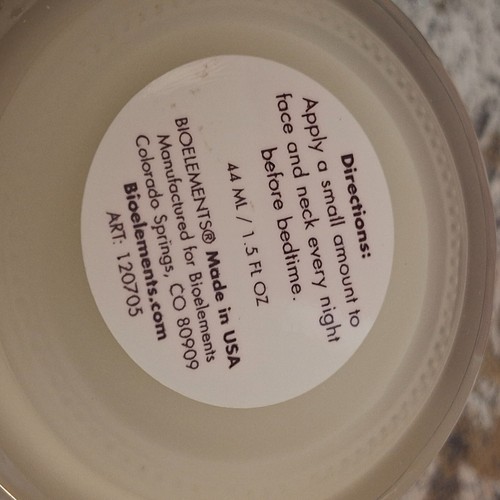 Directions:
Apply a small amount to
face and neck every night
before bedtime.
44 ML / 1.5 FL OZ
BIOELEMENTS® Made in USA
Manufactured for Bioelements
Colorado Springs, CO 80909
Bioelements.com
ART: 120705